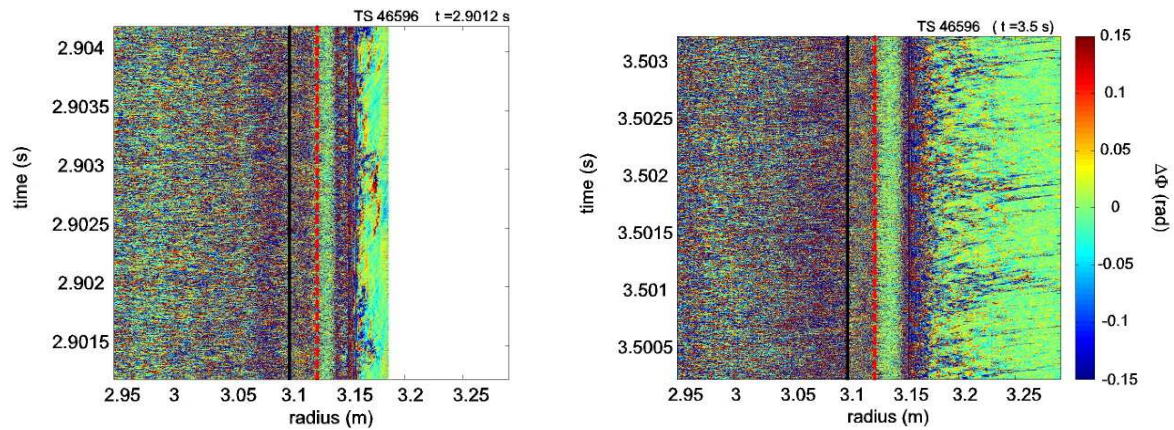 TS 46596 t =2.9012 s
2.904
2.9035
2.903
2.9025
2.902
2.9015
time (s)
2.95 3 3.05 3.1 3.15 3.2 3.25
radius (m)
TS 46596 ( t =3.5 s)
3.503
3.5025
3.502
3.5015
3.501
3.5005
time (s)
2.95 3 3.05 3.1 3.15 3.2 3.25
radius (m)
0.15
0.1
0.05
0
-0.05
-0.1
-0.15
ΔΦ (rad)